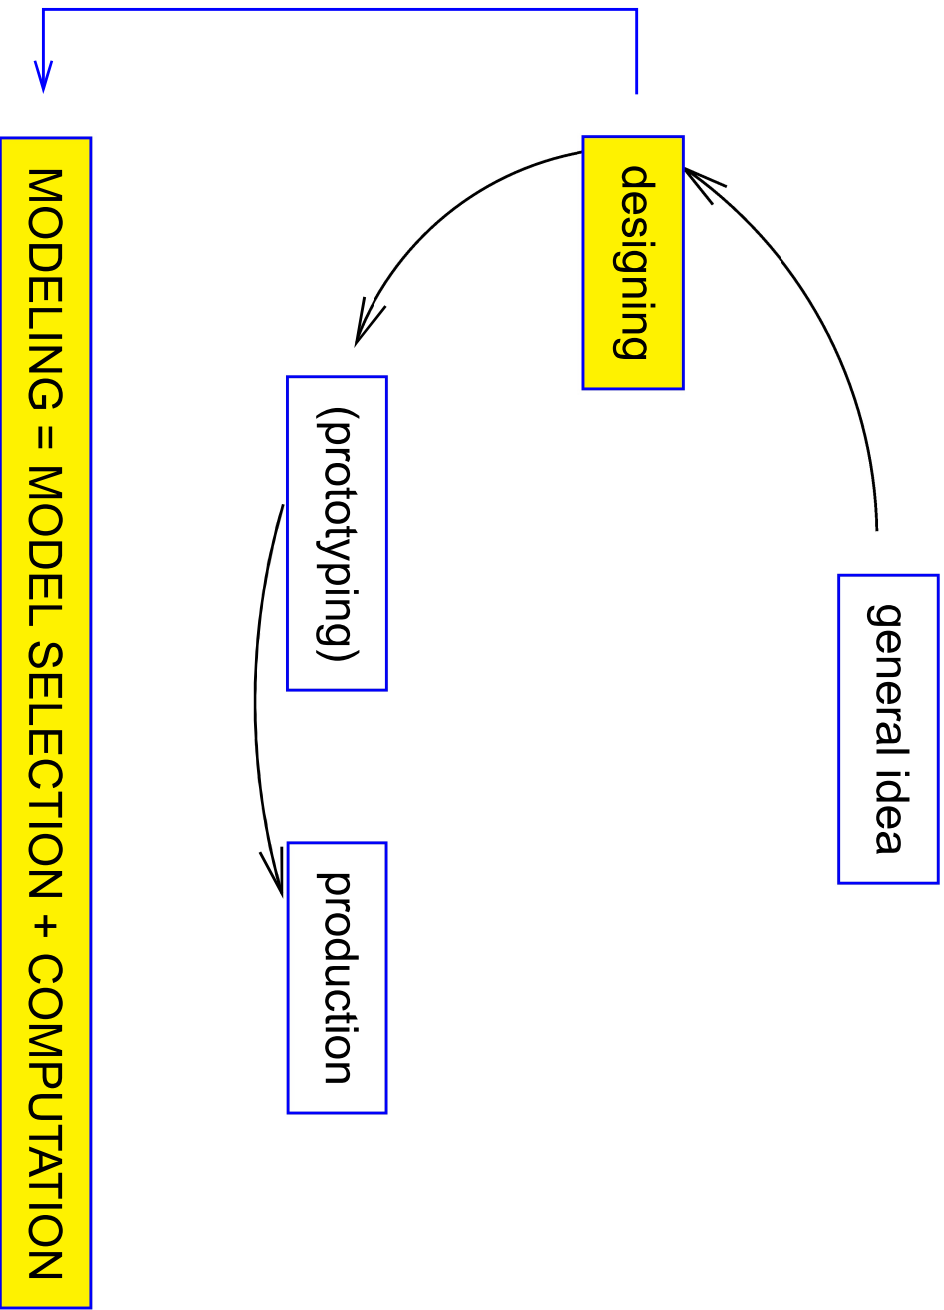 general idea
designing
(prototyping)
production
MODELING = MODEL SELECTION + COMPUTATION